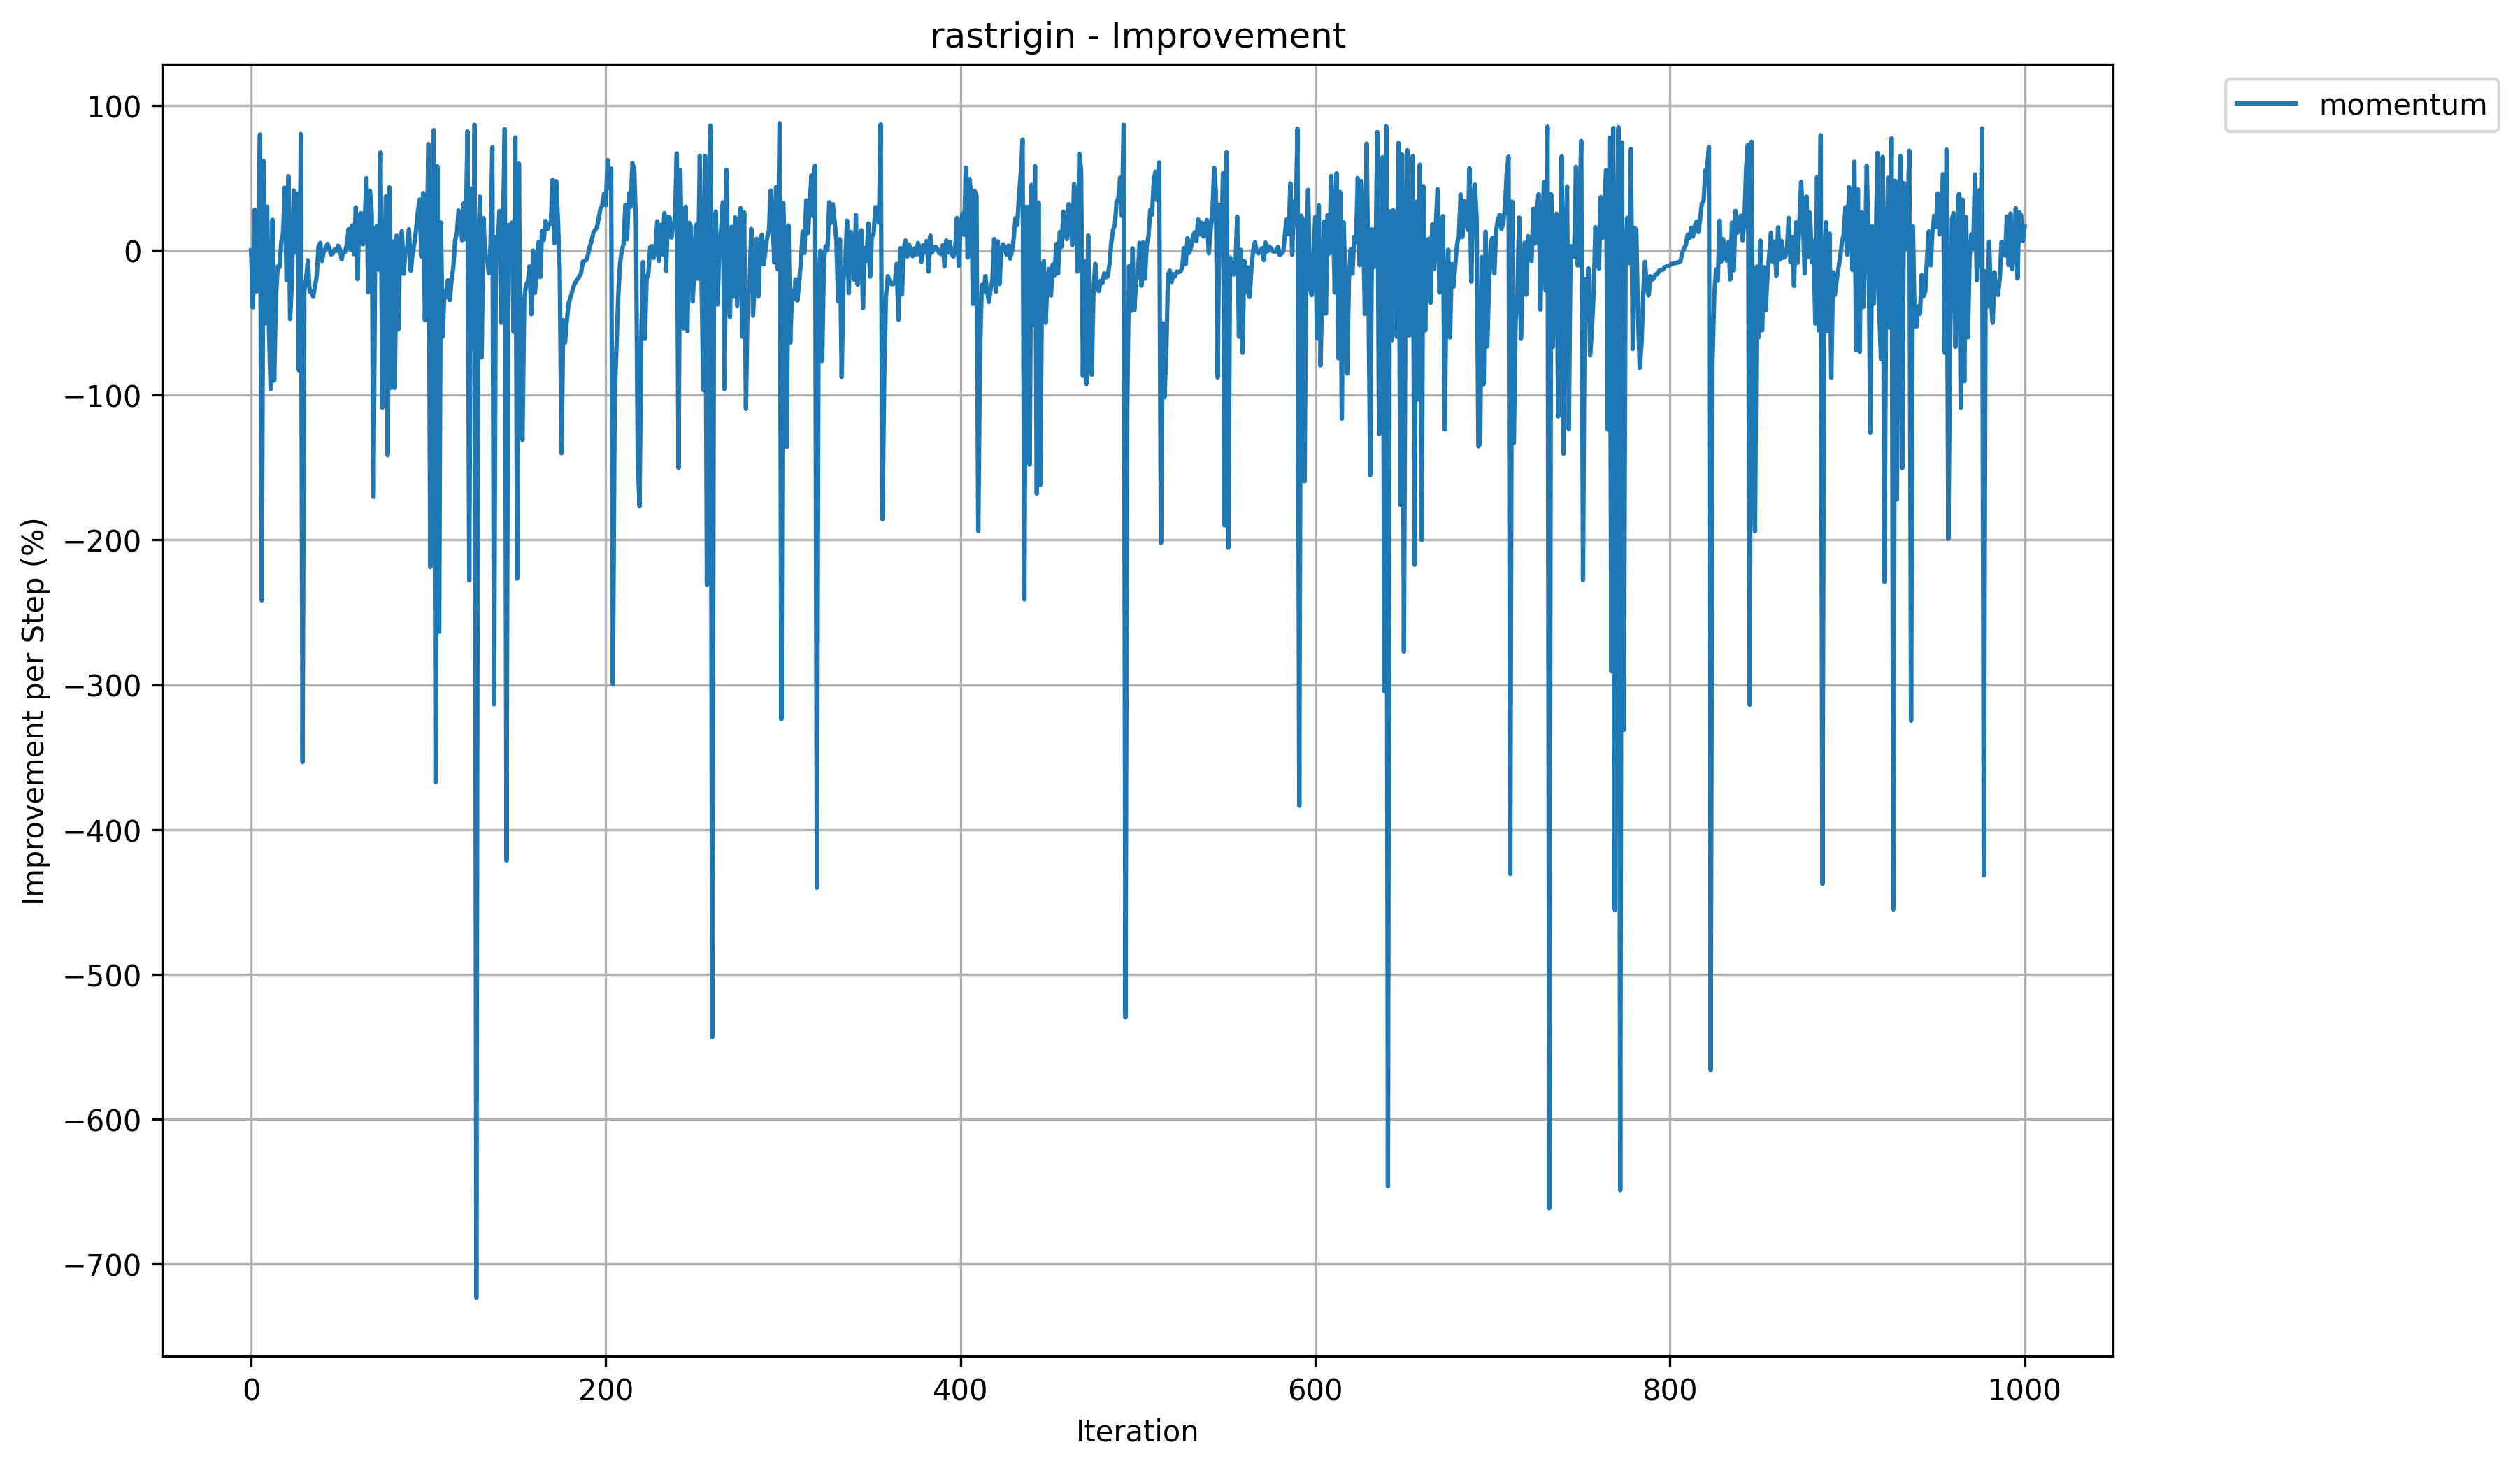 rastrigin - Improvement
momentum
Improvement per Step (%)
100
0
−100
−200
−300
−400
−500
−600
−700
0 200 400 600 800 1000
Iteration